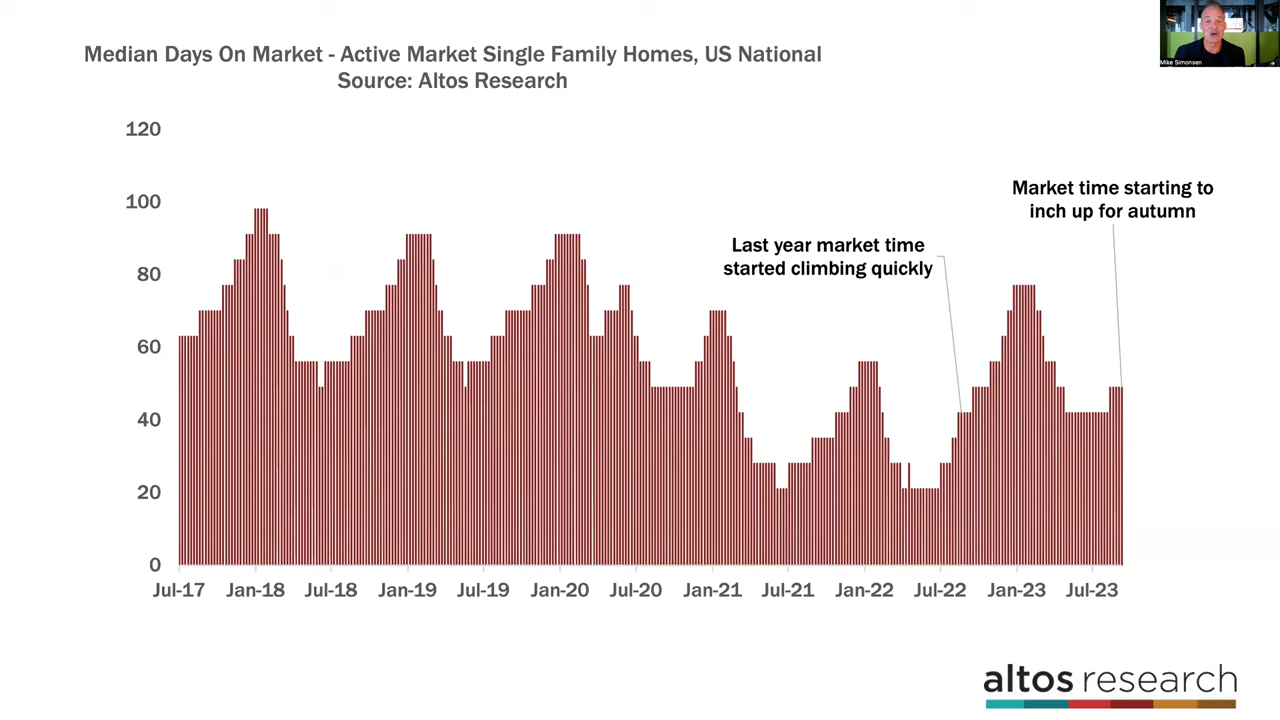 Median Days On Market - Active Market Single Family Homes, US National
Source: Altos Research
Mike Simonsen
120
100
80
60
40
20
0
Market time starting to
inch up for autumn
Last year market time
started climbing quickly
Jul-17 Jan-18 Jul-18 Jan-19 Jul-19 Jan-20 Jul-20 Jan-21 Jul-21 Jan-22 Jul-22 Jan-23 Jul-23
altos research